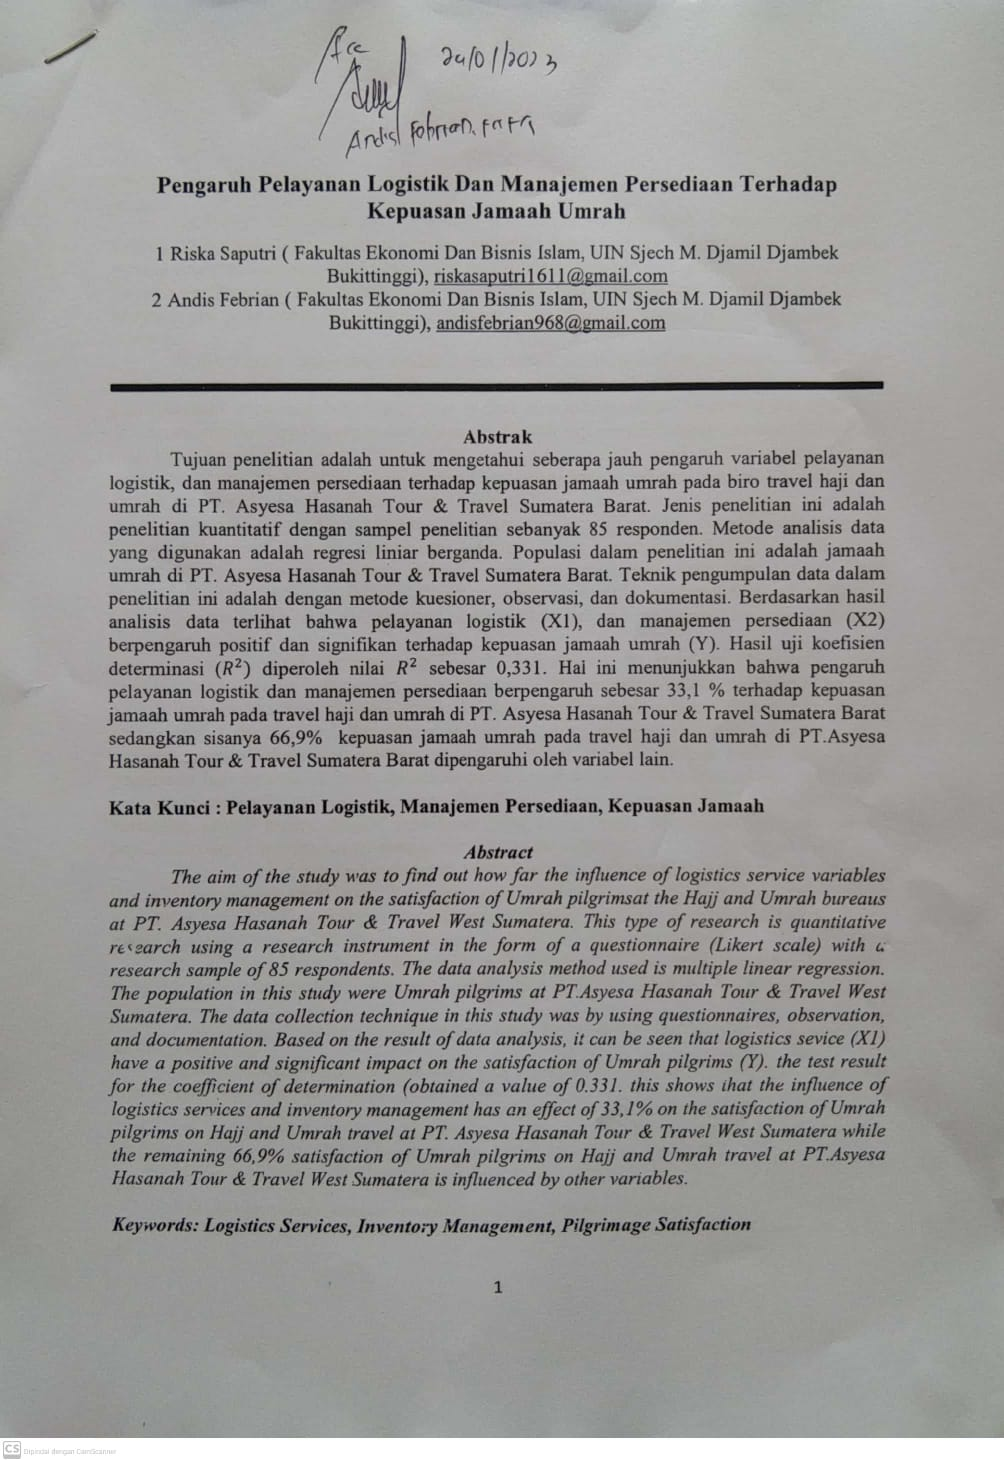 Acc 24/01/2023
Andis Febrian,
Pengaruh Pelayanan Logistik Dan Manajemen Persediaan Terhadap
Kepuasan Jamaah Umrah
1 Riska Saputri ( Fakultas Ekonomi Dan Bisnis Islam, UIN Sjech M. Djamil Djambek
Bukittinggi), riskasaputri1611@gmail.com
2 Andis Febrian ( Fakultas Ekonomi Dan Bisnis Islam, UIN Sjech M. Djamil Djambek
Bukittinggi), andisfebrian968@gmail.com
Abstrak
Tujuan penelitian adalah untuk mengetahui seberapa jauh pengaruh variabel pelayanan
logistik, dan manajemen persediaan terhadap kepuasan jamaah umrah pada biro travel haji dan
umrah di PT. Asyesa Hasanah Tour & Travel Sumatera Barat. Jenis penelitian ini adalah
penelitian kuantitatif dengan sampel penelitian sebanyak 85 responden. Metode analisis data
yang digunakan adalah regresi liniar berganda. Populasi dalam penelitian ini adalah jamaah
umrah di PT. Asyesa Hasanah Tour & Travel Sumatera Barat. Teknik pengumpulan data dalam
penelitian ini adalah dengan metode kuesioner, observasi, dan dokumentasi. Berdasarkan hasil
analisis data terlihat bahwa pelayanan logistik (X1), dan manajemen persediaan (X2)
berpengaruh positif dan signifikan terhadap kepuasan jamaah umrah (Y). Hasil uji koefisien
determinasi (R²) diperoleh nilai R² sebesar 0,331. Hal ini menunjukkan bahwa pengaruh
pelayanan logistik dan manajemen persediaan berpengaruh sebesar 33,1 % terhadap kepuasan
jamaah umrah pada travel haji dan umrah di PT. Asyesa Hasanah Tour & Travel Sumatera Barat
sedangkan sisanya 66,9% kepuasan jamaah umrah pada travel haji dan umrah di PT.Asyesa
Hasanah Tour & Travel Sumatera Barat dipengaruhi oleh variabel lain.
Kata Kunci : Pelayanan Logistik, Manajemen Persediaan, Kepuasan Jamaah
Abstract
The aim of the study was to find out how far the influence of logistics service variables
and inventory management on the satisfaction of Umrah pilgrimsat the Hajj and Umrah bureaus
at PT. Asyesa Hasanah Tour & Travel West Sumatera. This type of research is quantitative
research using a research instrument in the form of a questionnaire (Likert scale) with a
research sample of 85 respondents. The data analysis method used is multiple linear regression.
The population in this study were Umrah pilgrims at PT.Asyesa Hasanah Tour & Travel West
Sumatera. The data collection technique in this study was by using questionnaires, observation,
and documentation. Based on the result of data analysis, it can be seen that logistics sevice (X1)
have a positive and significant impact on the satisfaction of Umrah pilgrims (Y). the test result
for the coefficient of determination (obtained a value of 0.331. this shows that the influence of
logistics services and inventory management has an effect of 33,1% on the satisfaction of Umrah
pilgrims on Hajj and Umrah travel at PT. Asyesa Hasanah Tour & Travel West Sumatera while
the remaining 66,9% satisfaction of Umrah pilgrims on Hajj and Umrah travel at PT.Asyesa
Hasanah Tour & Travel West Sumatera is influenced by other variables.
Keywords: Logistics Services, Inventory Management, Pilgrimage Satisfaction
1
CS Dipindai dengan CamScanner